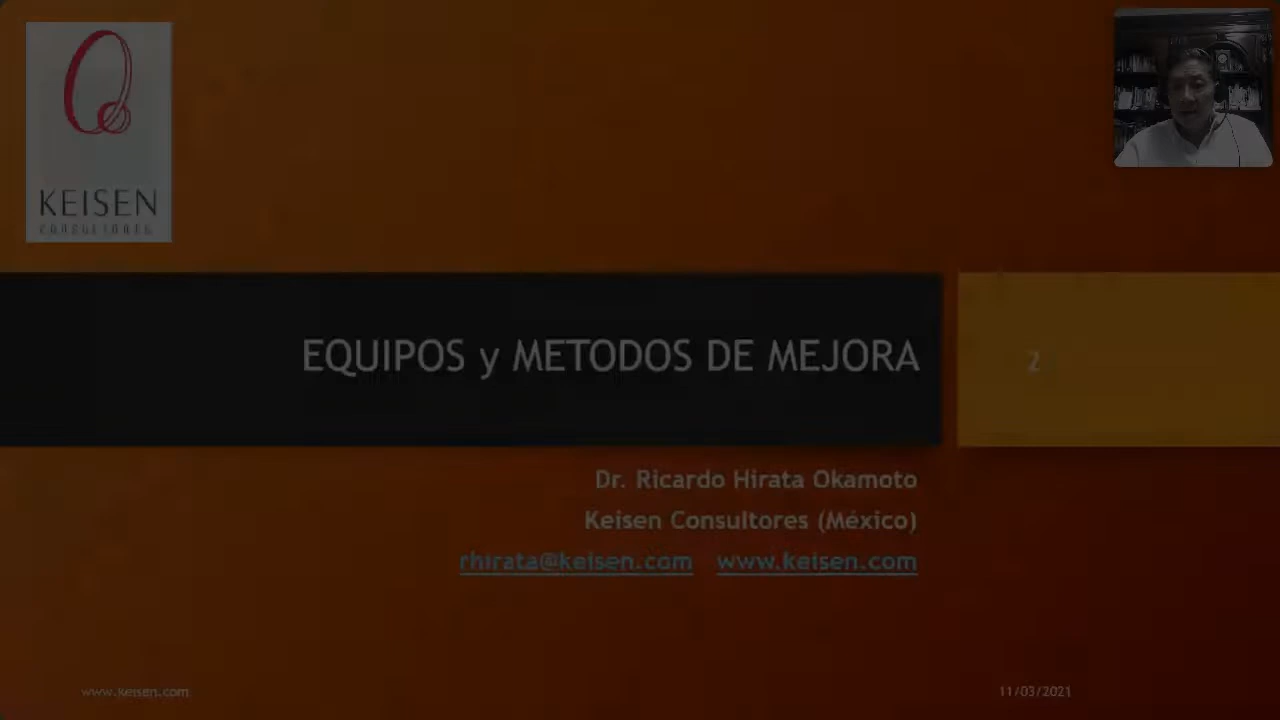 KEISEN
CONSULTORES
EQUIPOS y METODOS DE MEJORA
2
Dr. Ricardo Hirata Okamoto
Keisen Consultores (México)
rhirata@keisen.com www.keisen.com
www.keisen.com
11/03/2021